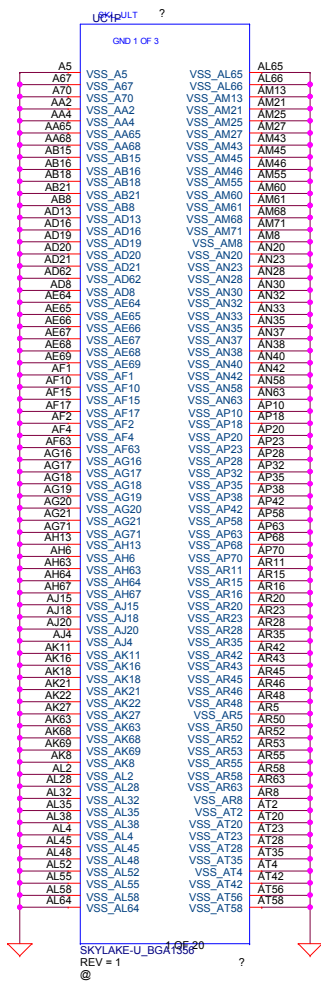 SKL_ULT ?
UC1P
GND 1 OF 3
A5 VSS_A5 VSS_AL65 AL65
A67 VSS_A67 VSS_AL66 AL66
A70 VSS_A70 VSS_AM13 AM13
AA2 VSS_AA2 VSS_AM21 AM21
AA4 VSS_AA4 VSS_AM25 AM25
AA65 VSS_AA65 VSS_AM27 AM27
AA68 VSS_AA68 VSS_AM43 AM43
AB15 VSS_AB15 VSS_AM45 AM45
AB16 VSS_AB16 VSS_AM46 AM46
AB18 VSS_AB18 VSS_AM55 AM55
AB21 VSS_AB21 VSS_AM60 AM60
AB8 VSS_AB8 VSS_AM61 AM61
AD13 VSS_AD13 VSS_AM68 AM68
AD16 VSS_AD16 VSS_AM71 AM71
AD19 VSS_AD19 VSS_AM8 AM8
AD20 VSS_AD20 VSS_AN20 AN20
AD21 VSS_AD21 VSS_AN23 AN23
AD62 VSS_AD62 VSS_AN28 AN28
AD8 VSS_AD8 VSS_AN30 AN30
AE64 VSS_AE64 VSS_AN32 AN32
AE65 VSS_AE65 VSS_AN33 AN33
AE66 VSS_AE66 VSS_AN35 AN35
AE67 VSS_AE67 VSS_AN37 AN37
AE68 VSS_AE68 VSS_AN38 AN38
AE69 VSS_AE69 VSS_AN40 AN40
AF1 VSS_AF1 VSS_AN42 AN42
AF10 VSS_AF10 VSS_AN58 AN58
AF15 VSS_AF15 VSS_AN63 AN63
AF17 VSS_AF17 VSS_AP10 AP10
AF2 VSS_AF2 VSS_AP18 AP18
AF4 VSS_AF4 VSS_AP20 AP20
AF63 VSS_AF63 VSS_AP23 AP23
AG16 VSS_AG16 VSS_AP28 AP28
AG17 VSS_AG17 VSS_AP32 AP32
AG18 VSS_AG18 VSS_AP35 AP35
AG19 VSS_AG19 VSS_AP38 AP38
AG20 VSS_AG20 VSS_AP42 AP42
AG21 VSS_AG21 VSS_AP58 AP58
AG71 VSS_AG71 VSS_AP63 AP63
AH13 VSS_AH13 VSS_AP68 AP68
AH6 VSS_AH6 VSS_AP70 AP70
AH63 VSS_AH63 VSS_AR11 AR11
AH64 VSS_AH64 VSS_AR15 AR15
AH67 VSS_AH67 VSS_AR16 AR16
AJ15 VSS_AJ15 VSS_AR20 AR20
AJ18 VSS_AJ18 VSS_AR23 AR23
AJ20 VSS_AJ20 VSS_AR28 AR28
AJ4 VSS_AJ4 VSS_AR35 AR35
AK11 VSS_AK11 VSS_AR42 AR42
AK16 VSS_AK16 VSS_AR43 AR43
AK18 VSS_AK18 VSS_AR45 AR45
AK21 VSS_AK21 VSS_AR46 AR46
AK22 VSS_AK22 VSS_AR48 AR48
AK27 VSS_AK27 VSS_AR5 AR5
AK63 VSS_AK63 VSS_AR50 AR50
AK68 VSS_AK68 VSS_AR52 AR52
AK69 VSS_AK69 VSS_AR53 AR53
AK8 VSS_AK8 VSS_AR55 AR55
AL2 VSS_AL2 VSS_AR58 AR58
AL28 VSS_AL28 VSS_AR63 AR63
AL32 VSS_AL32 VSS_AR8 AR8
AL35 VSS_AL35 VSS_AT2 AT2
AL38 VSS_AL38 VSS_AT20 AT20
AL4 VSS_AL4 VSS_AT23 AT23
AL45 VSS_AL45 VSS_AT28 AT28
AL48 VSS_AL48 VSS_AT35 AT35
AL52 VSS_AL52 VSS_AT4 AT4
AL55 VSS_AL55 VSS_AT42 AT42
AL58 VSS_AL58 VSS_AT56 AT56
AL64 VSS_AL64 VSS_AT58 AT58
1 OF 20
SKYLAKE-U_BGA1356
REV = 1 ?
@